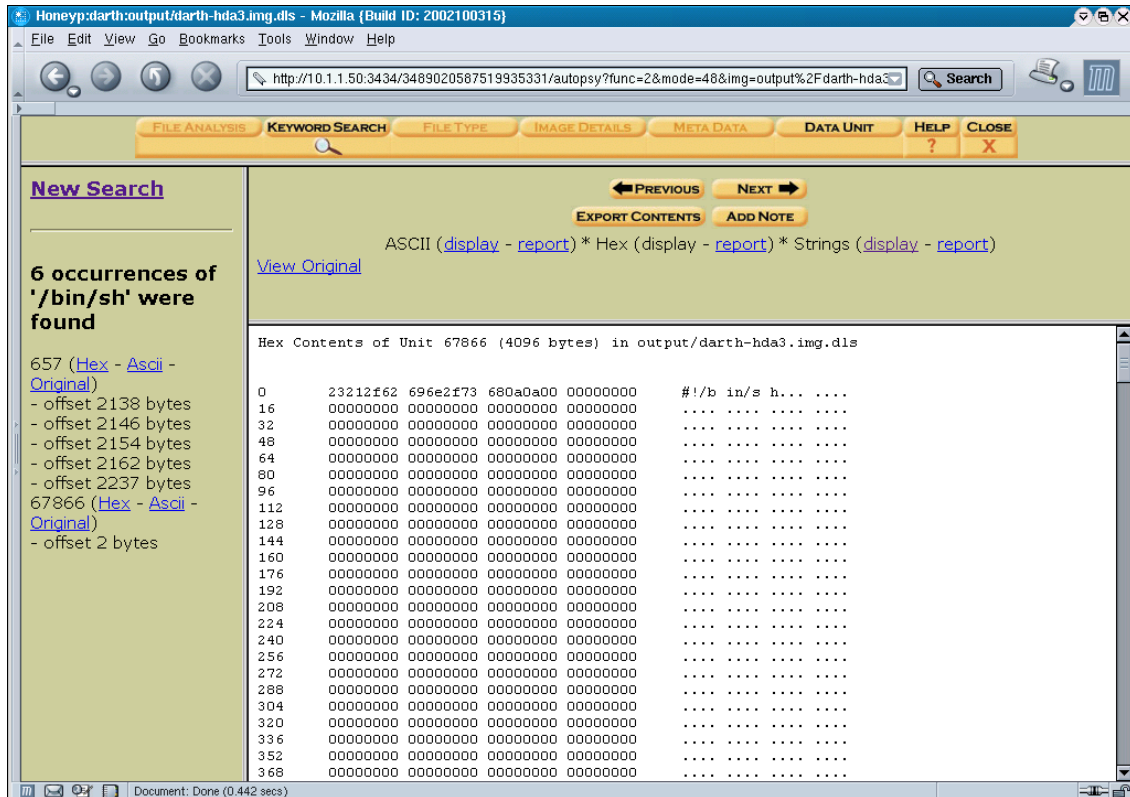 Honeyp:darth:output/darth-hda3.img.dls - Mozilla {Build ID: 2002100315}
File Edit View Go Bookmarks Tools Window Help
http://10.1.1.50:3434/3489020587519935331/autopsy?func=2&mode=48&img=output%2Fdarth-hda3 Search
FILE ANALYSIS KEYWORD SEARCH FILE TYPE IMAGE DETAILS META DATA DATA UNIT HELP CLOSE
? X
New Search
6 occurrences of
'/bin/sh' were
found
657 (Hex - Ascii -
Original)
- offset 2138 bytes
- offset 2146 bytes
- offset 2154 bytes
- offset 2162 bytes
- offset 2237 bytes
67866 (Hex - Ascii -
Original)
- offset 2 bytes
PREVIOUS NEXT
EXPORT CONTENTS ADD NOTE
ASCII (display - report) * Hex (display - report) * Strings (display - report)
View Original
Hex Contents of Unit 67866 (4096 bytes) in output/darth-hda3.img.dls
0 23212f62 696e2f73 680a0a00 00000000 #!/b in/s h... ....
16 00000000 00000000 00000000 00000000 .... .... .... ....
32 00000000 00000000 00000000 00000000 .... .... .... ....
48 00000000 00000000 00000000 00000000 .... .... .... ....
64 00000000 00000000 00000000 00000000 .... .... .... ....
80 00000000 00000000 00000000 00000000 .... .... .... ....
96 00000000 00000000 00000000 00000000 .... .... .... ....
112 00000000 00000000 00000000 00000000 .... .... .... ....
128 00000000 00000000 00000000 00000000 .... .... .... ....
144 00000000 00000000 00000000 00000000 .... .... .... ....
160 00000000 00000000 00000000 00000000 .... .... .... ....
176 00000000 00000000 00000000 00000000 .... .... .... ....
192 00000000 00000000 00000000 00000000 .... .... .... ....
208 00000000 00000000 00000000 00000000 .... .... .... ....
224 00000000 00000000 00000000 00000000 .... .... .... ....
240 00000000 00000000 00000000 00000000 .... .... .... ....
256 00000000 00000000 00000000 00000000 .... .... .... ....
272 00000000 00000000 00000000 00000000 .... .... .... ....
288 00000000 00000000 00000000 00000000 .... .... .... ....
304 00000000 00000000 00000000 00000000 .... .... .... ....
320 00000000 00000000 00000000 00000000 .... .... .... ....
336 00000000 00000000 00000000 00000000 .... .... .... ....
352 00000000 00000000 00000000 00000000 .... .... .... ....
368 00000000 00000000 00000000 00000000 .... .... .... ....
Document: Done (0.442 secs)